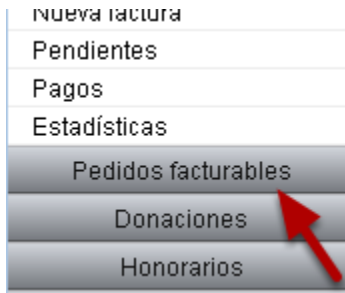 Nueva factura
Pendientes
Pagos
Estadísticas
Pedidos facturables
Donaciones
Honorarios